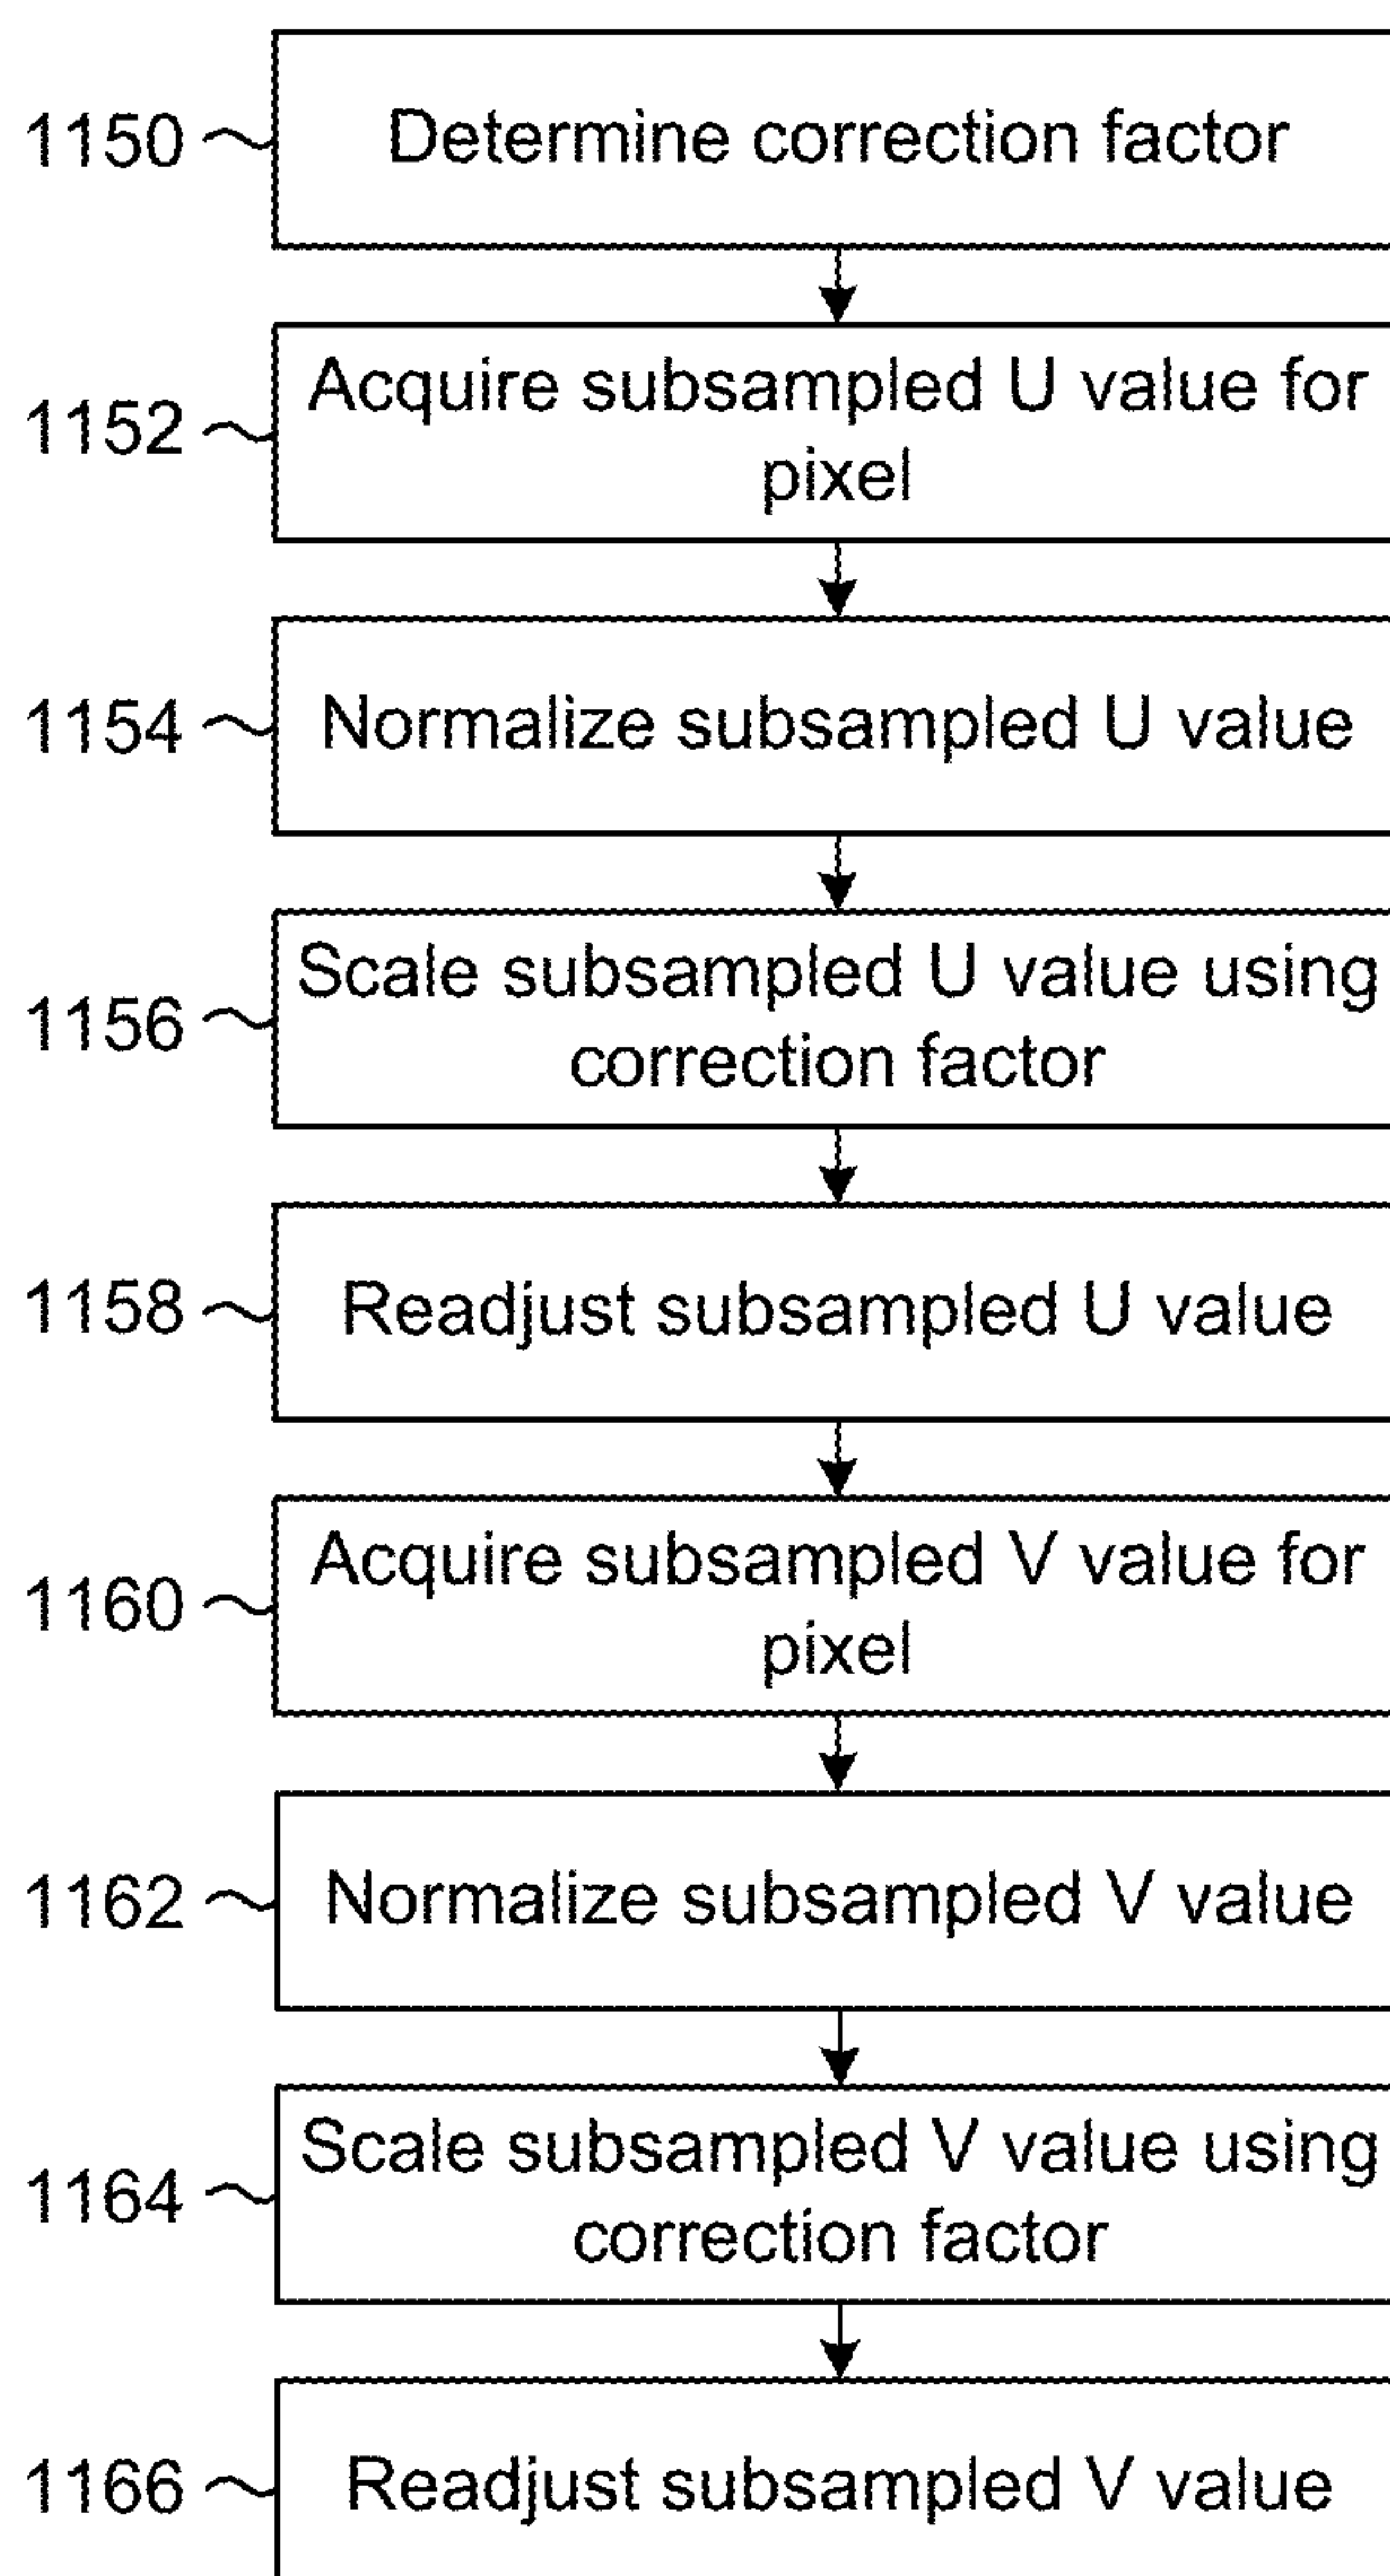 1150
Determine correction factor
1152
Acquire subsampled U value for
pixel
1154
Normalize subsampled U value
1156
Scale subsampled U value using
correction factor
1158
Readjust subsampled U value
1160
Acquire subsampled V value for
pixel
1162
Normalize subsampled V value
1164
Scale subsampled V value using
correction factor
1166
Readjust subsampled V value